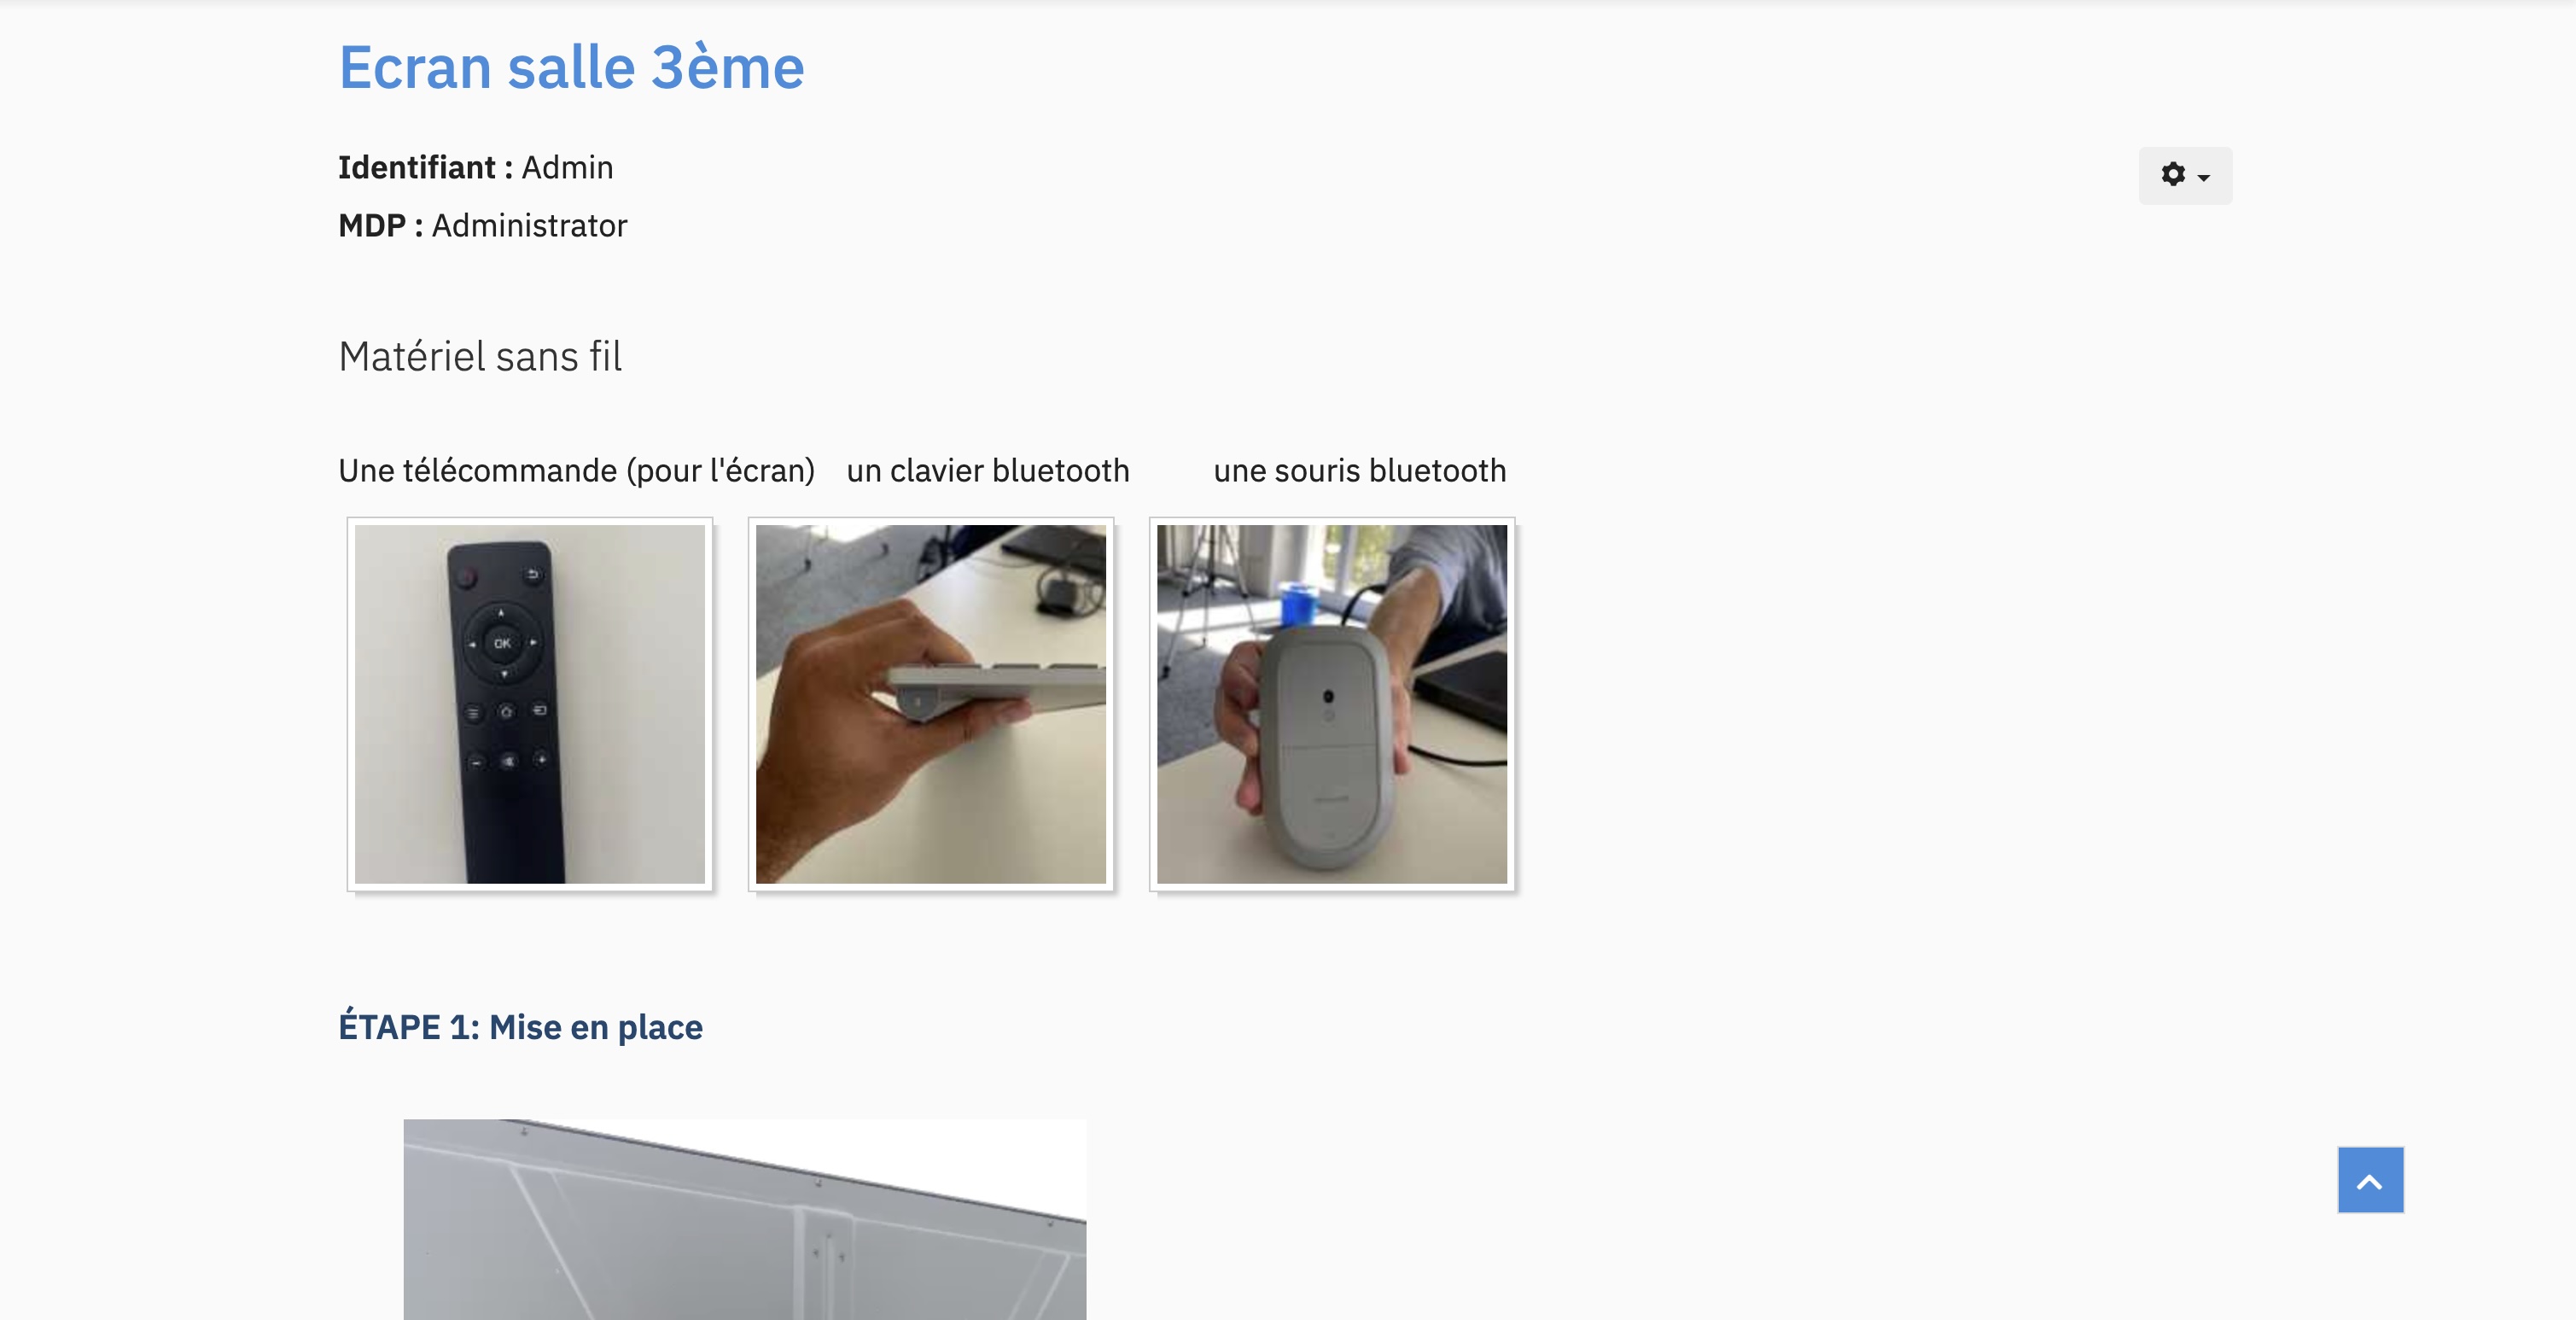 Ecran salle 3ème
Identifiant : Admin
MDP : Administrator
Matériel sans fil
Une télécommande (pour l'écran) un clavier bluetooth une souris bluetooth
OK
ÉTAPE 1: Mise en place